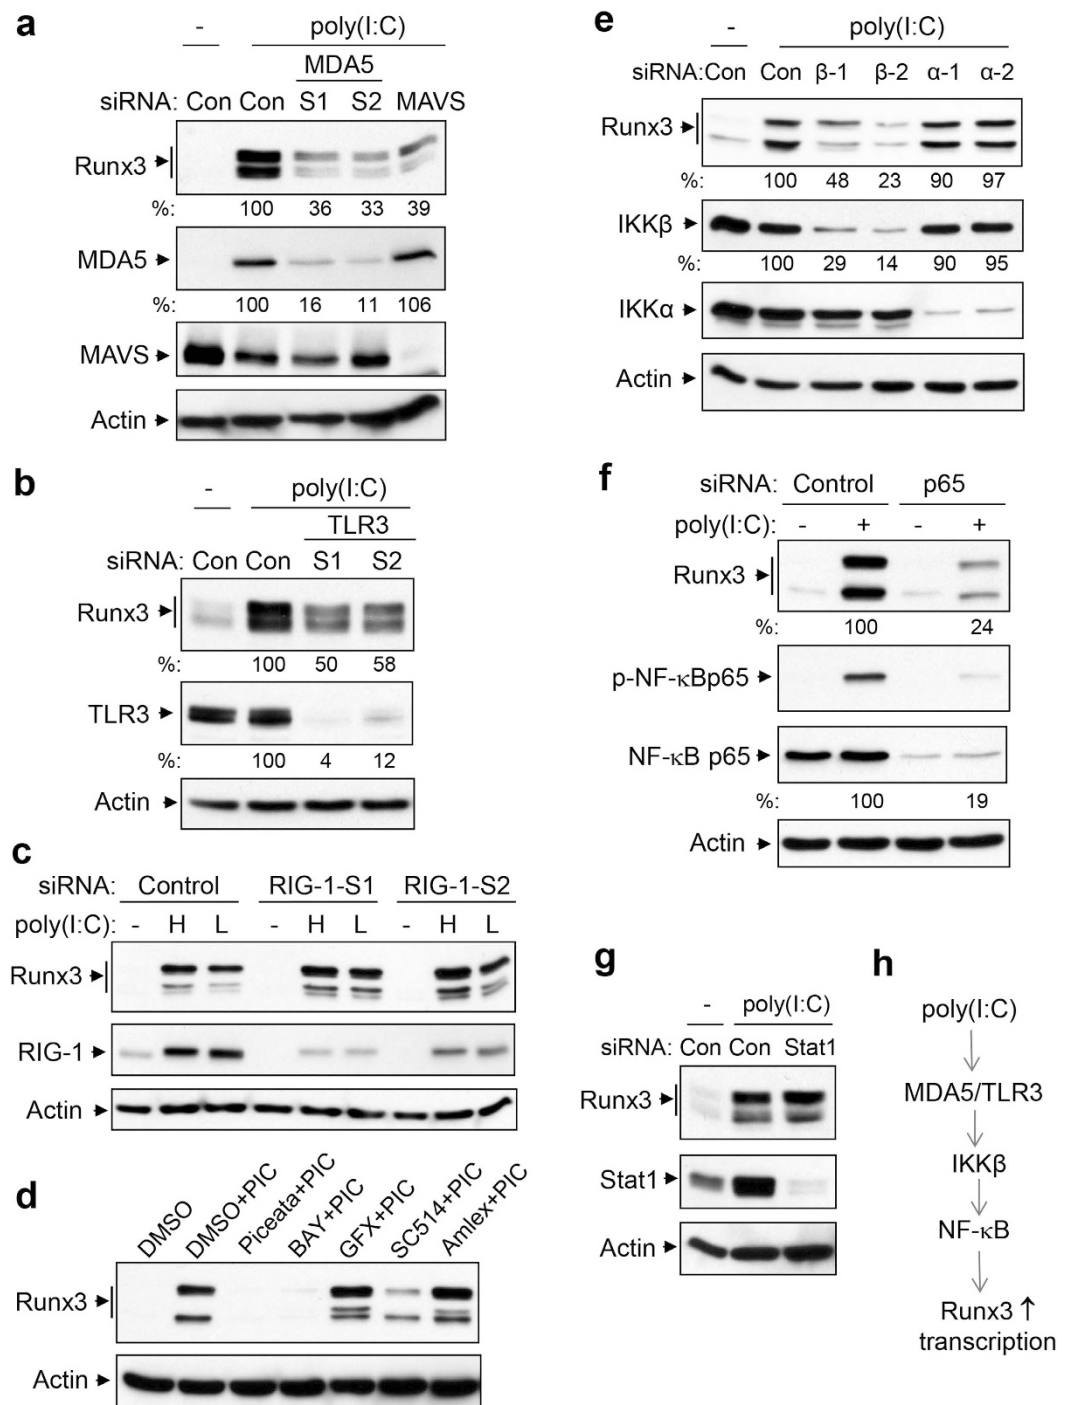 a
- poly(I:C)
MDA5
siRNA: Con Con S1 S2 MAVS
Runx3
%: 100 36 33 39
MDA5
%: 100 16 11 106
MAVS
Actin
b
- poly(I:C)
TLR3
siRNA: Con Con S1 S2
Runx3
%: 100 50 58
TLR3
%: 100 4 12
Actin
c
siRNA: Control RIG-1-S1 RIG-1-S2
poly(I:C): - H L - H L - H L
Runx3
RIG-1
Actin
d
DMSO
DMSO+PIC
Piceata+PIC
BAY+PIC
GFX+PIC
SC514+PIC
Amlex+PIC
Runx3
Actin
e
- poly(I:C)
siRNA: Con Con β-1 β-2 α-1 α-2
Runx3
%: 100 48 23 90 97
IKKβ
%: 100 29 14 90 95
IKKα
Actin
f
siRNA: Control p65
poly(I:C): - + - +
Runx3
%: 100 24
p-NF-κBp65
NF-κB p65
%: 100 19
Actin
g
- poly(I:C)
siRNA: Con Con Stat1
Runx3
Stat1
Actin
h
poly(I:C)
MDA5/TLR3
IKKβ
NF-κB
Runx3 ↑
transcription